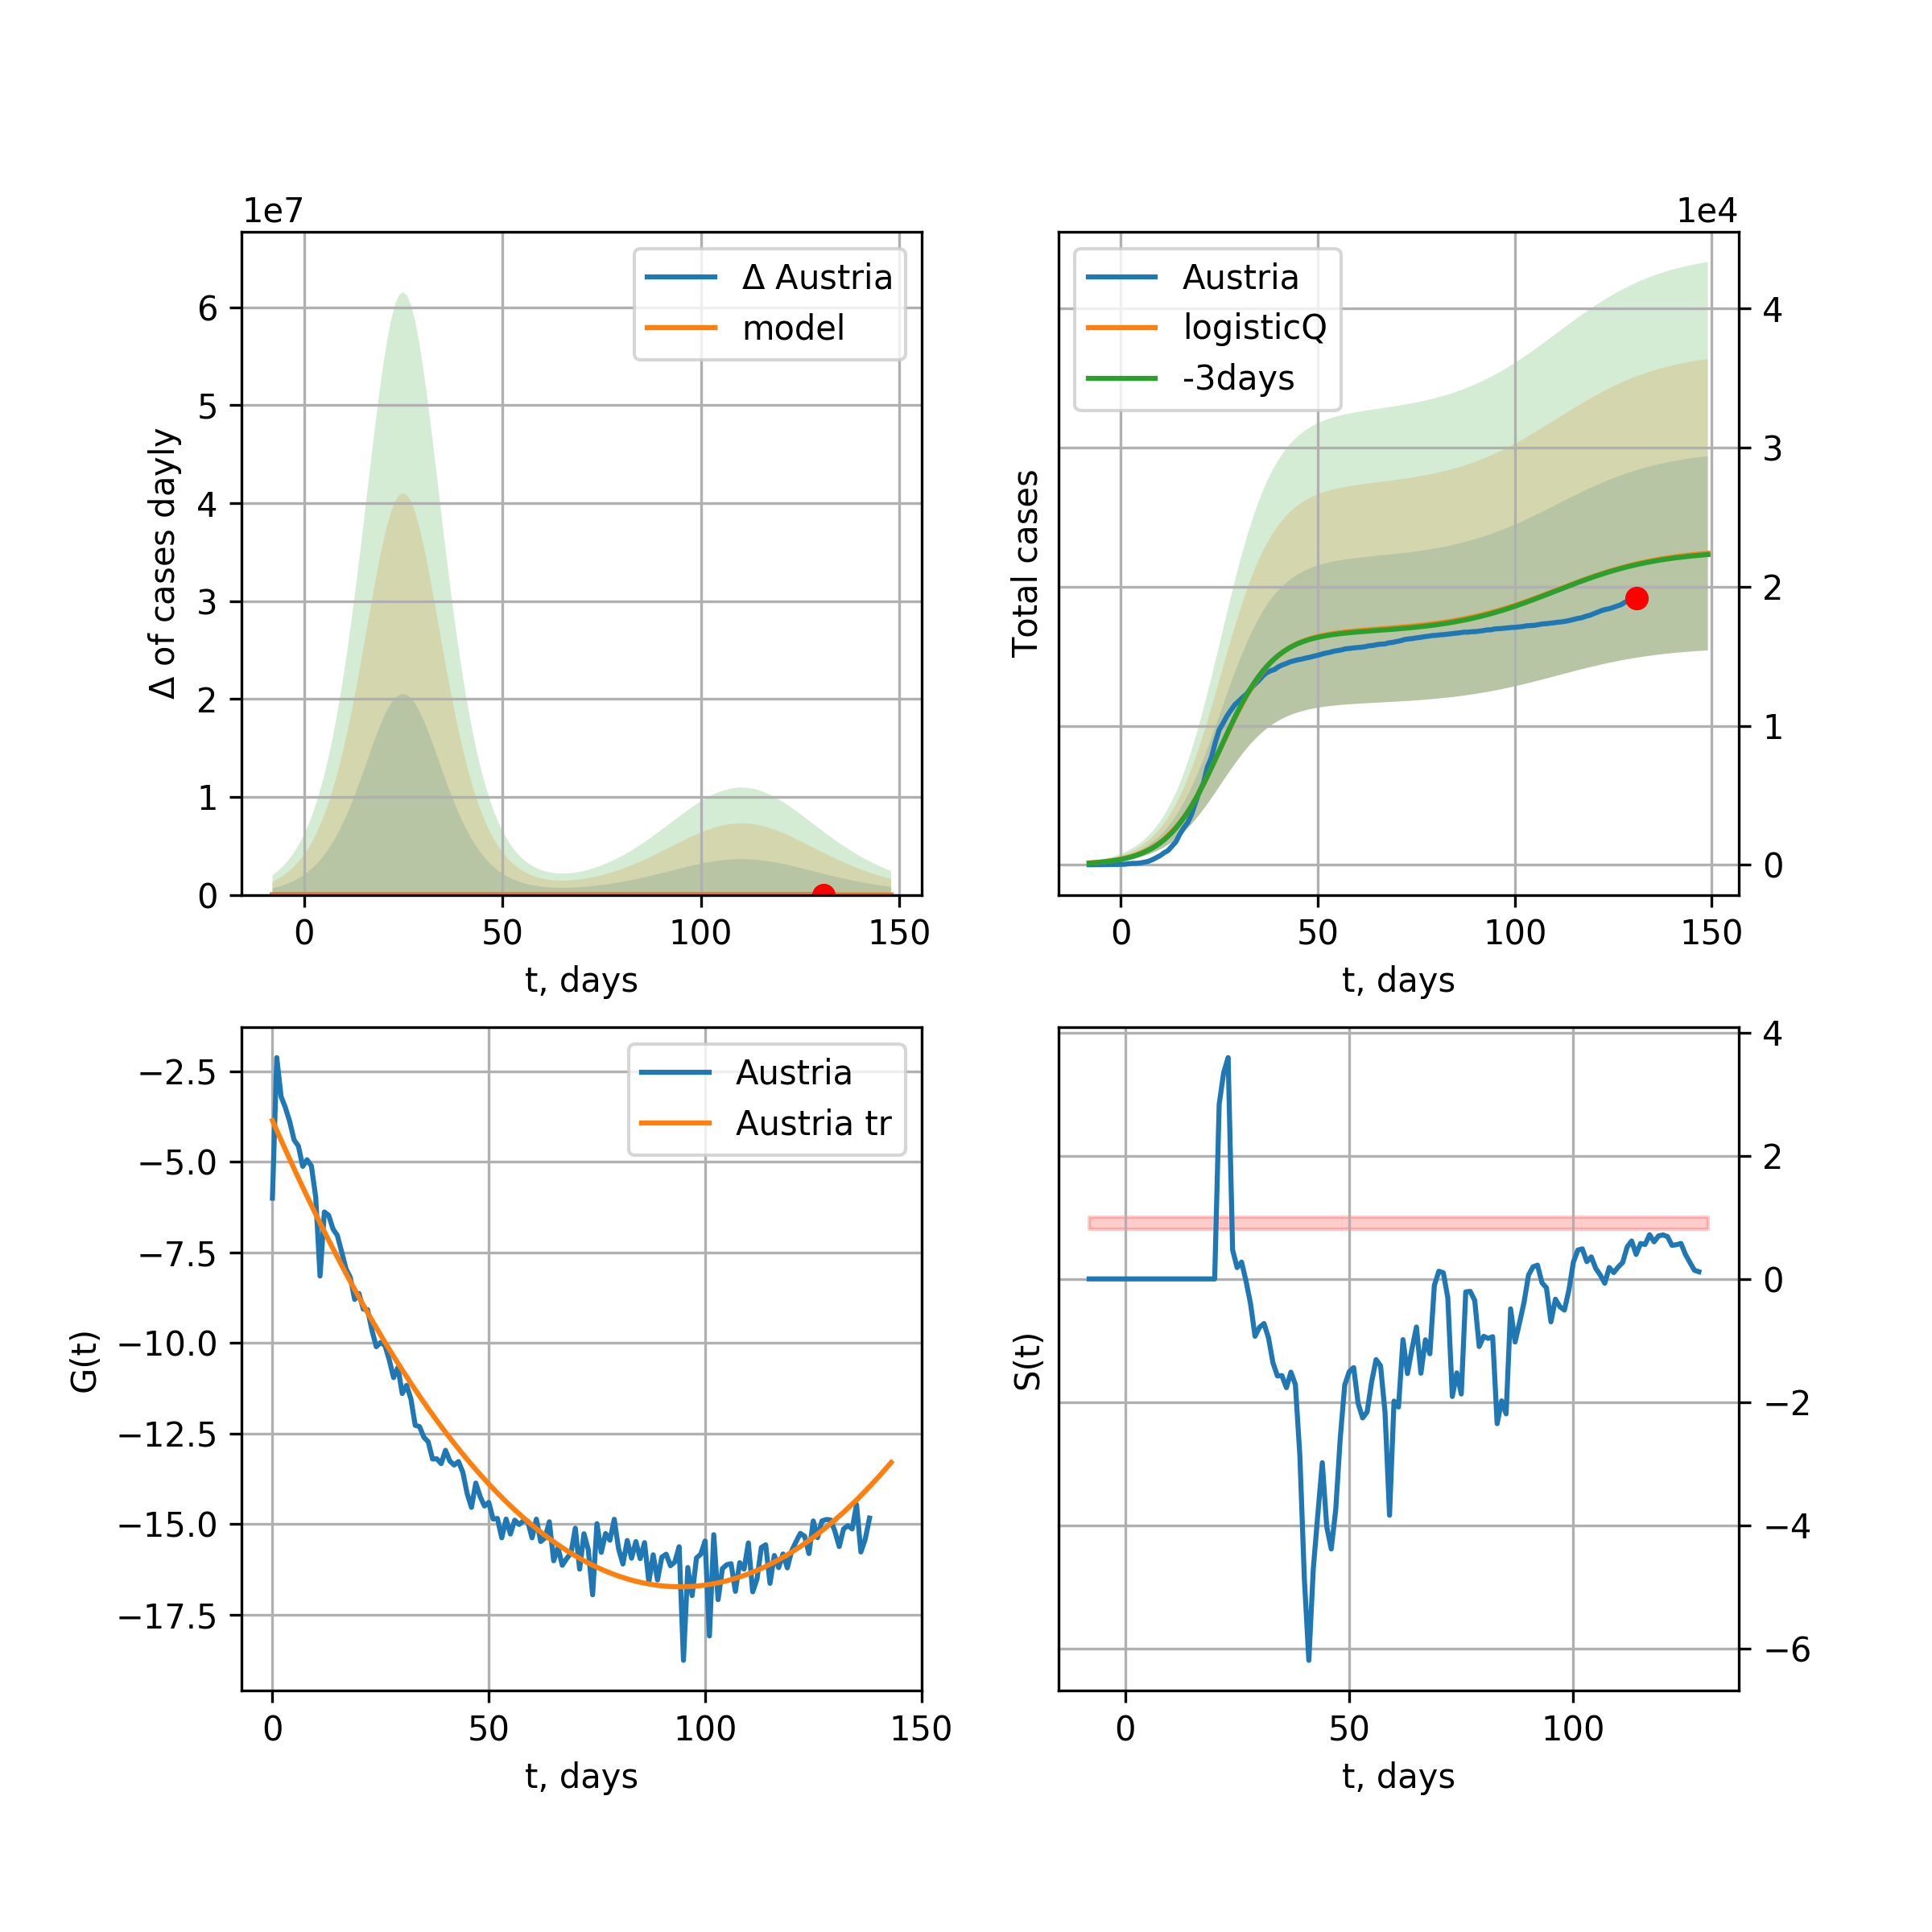 1e7
Δ of cases dayly
6
5
4
3
2
1
0
Δ Austria
model
0 50 100 150
t, days
1e4
Total cases
Austria
logisticQ
-3days
4
3
2
1
0
0 50 100 150
t, days
G(t)
−2.5
−5.0
−7.5
−10.0
−12.5
−15.0
−17.5
Austria
Austria tr
0 50 100 150
t, days
S(t)
4
2
0
−2
−4
−6
0 50 100
t, days